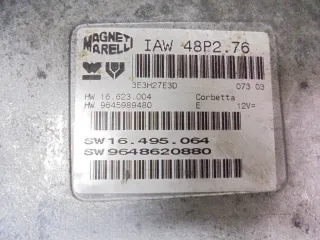 MAGNETI
MARELLI
IAW 48P2.76
3E3H27E3D 073 03
HW 16.623.004 Corbetta
HW 9645989480 E 12V=
SW16.495.064
SW9648620880